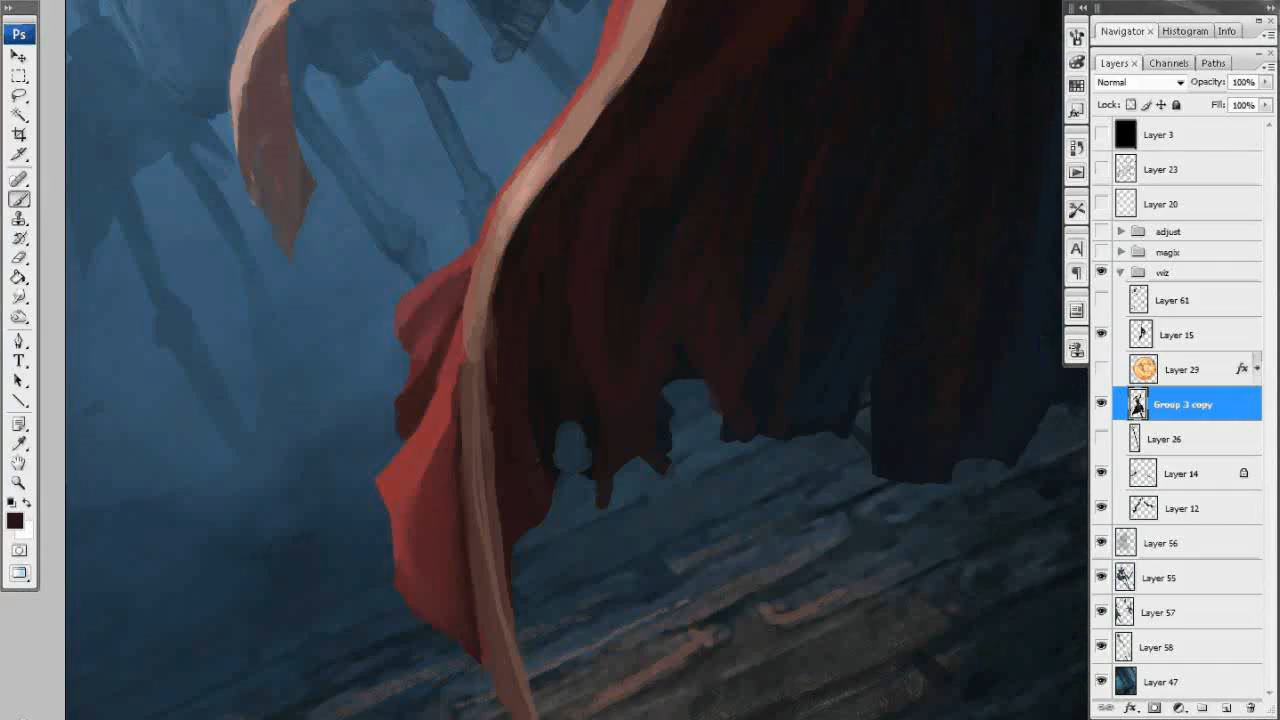 Ps
Navigator Histogram Info
Layers Channels Paths
Normal Opacity: 100%
Lock: Fill: 100%
Layer 3
Layer 23
Layer 20
adjust
magix
wiz
Layer 61
Layer 15
Layer 29 fx
Group 3 copy
Layer 26
Layer 14
Layer 12
Layer 56
Layer 55
Layer 57
Layer 58
Layer 47